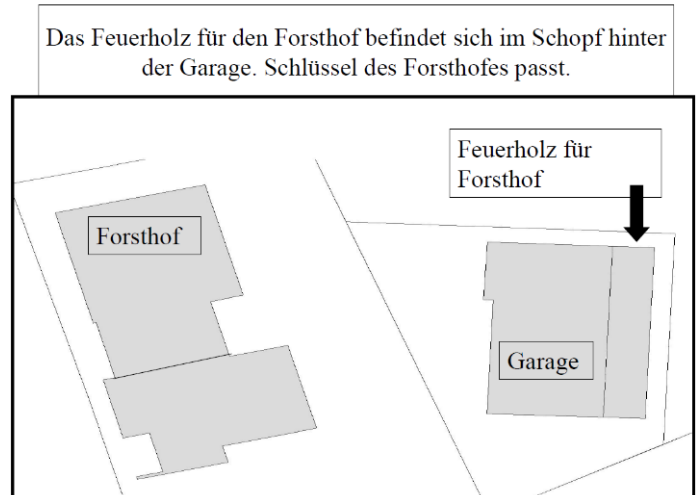 Das Feuerholz für den Forsthof befindet sich im Schopf hinter
der Garage. Schlüssel des Forsthofes passt.
Feuerholz für
Forsthof
Forsthof
Garage